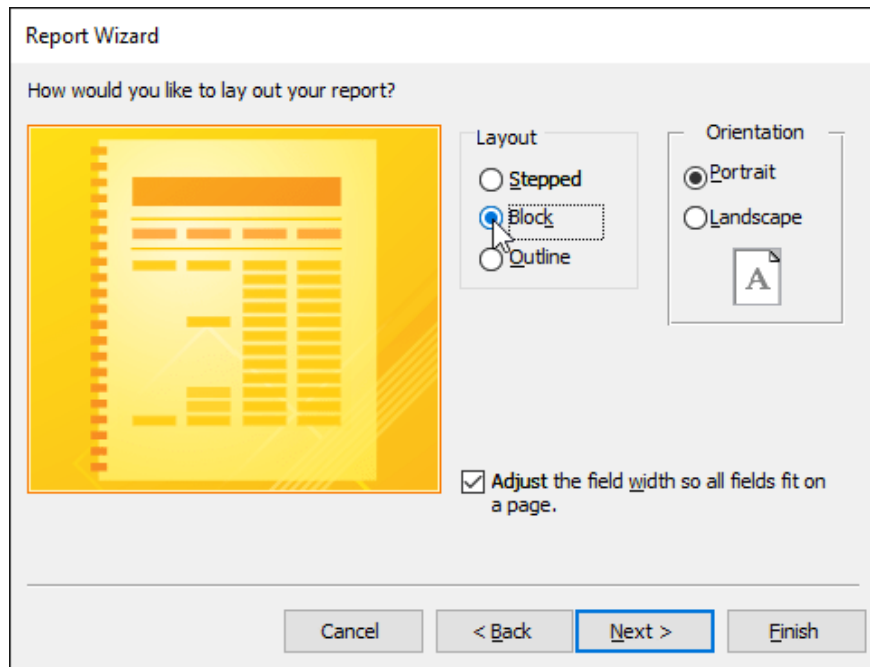 Report Wizard
How would you like to lay out your report?
Layout
Stepped
Block
Outline
Orientation
Portrait
Landscape
A
Adjust the field width so all fields fit on
a page.
Cancel
< Back
Next >
Finish